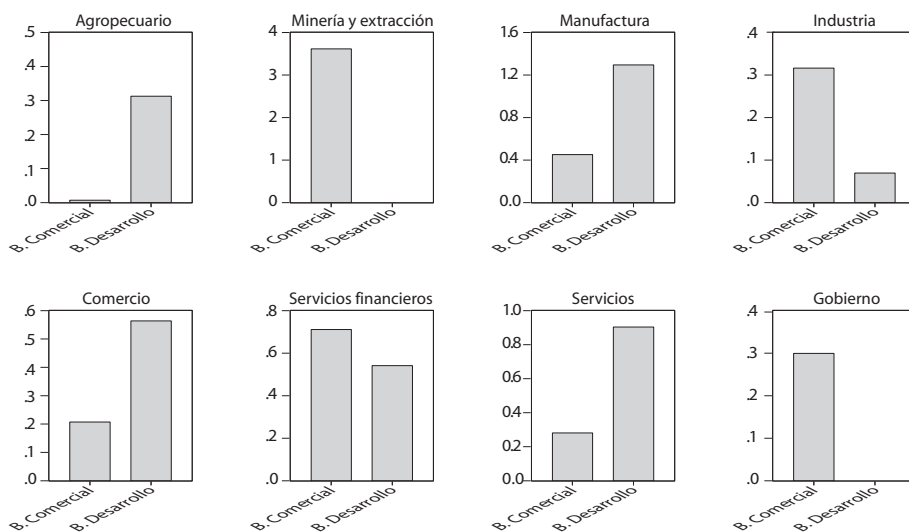 Agropecuario
.5
.4
.3
.2
.1
.0
B. Comercial
B. Desarrollo
Minería y extracción
4
3
2
1
0
B. Comercial
B. Desarrollo
Manufactura
1.6
1.2
0.8
0.4
0.0
B. Comercial
B. Desarrollo
Industria
.4
.3
.2
.1
.0
B. Comercial
B. Desarrollo
Comercio
.6
.5
.4
.3
.2
.1
.0
B. Comercial
B. Desarrollo
Servicios financieros
.8
.6
.4
.2
.0
B. Comercial
B. Desarrollo
Servicios
1.0
0.8
0.6
0.4
0.2
0.0
B. Comercial
B. Desarrollo
Gobierno
.4
.3
.2
.1
.0
B. Comercial
B. Desarrollo